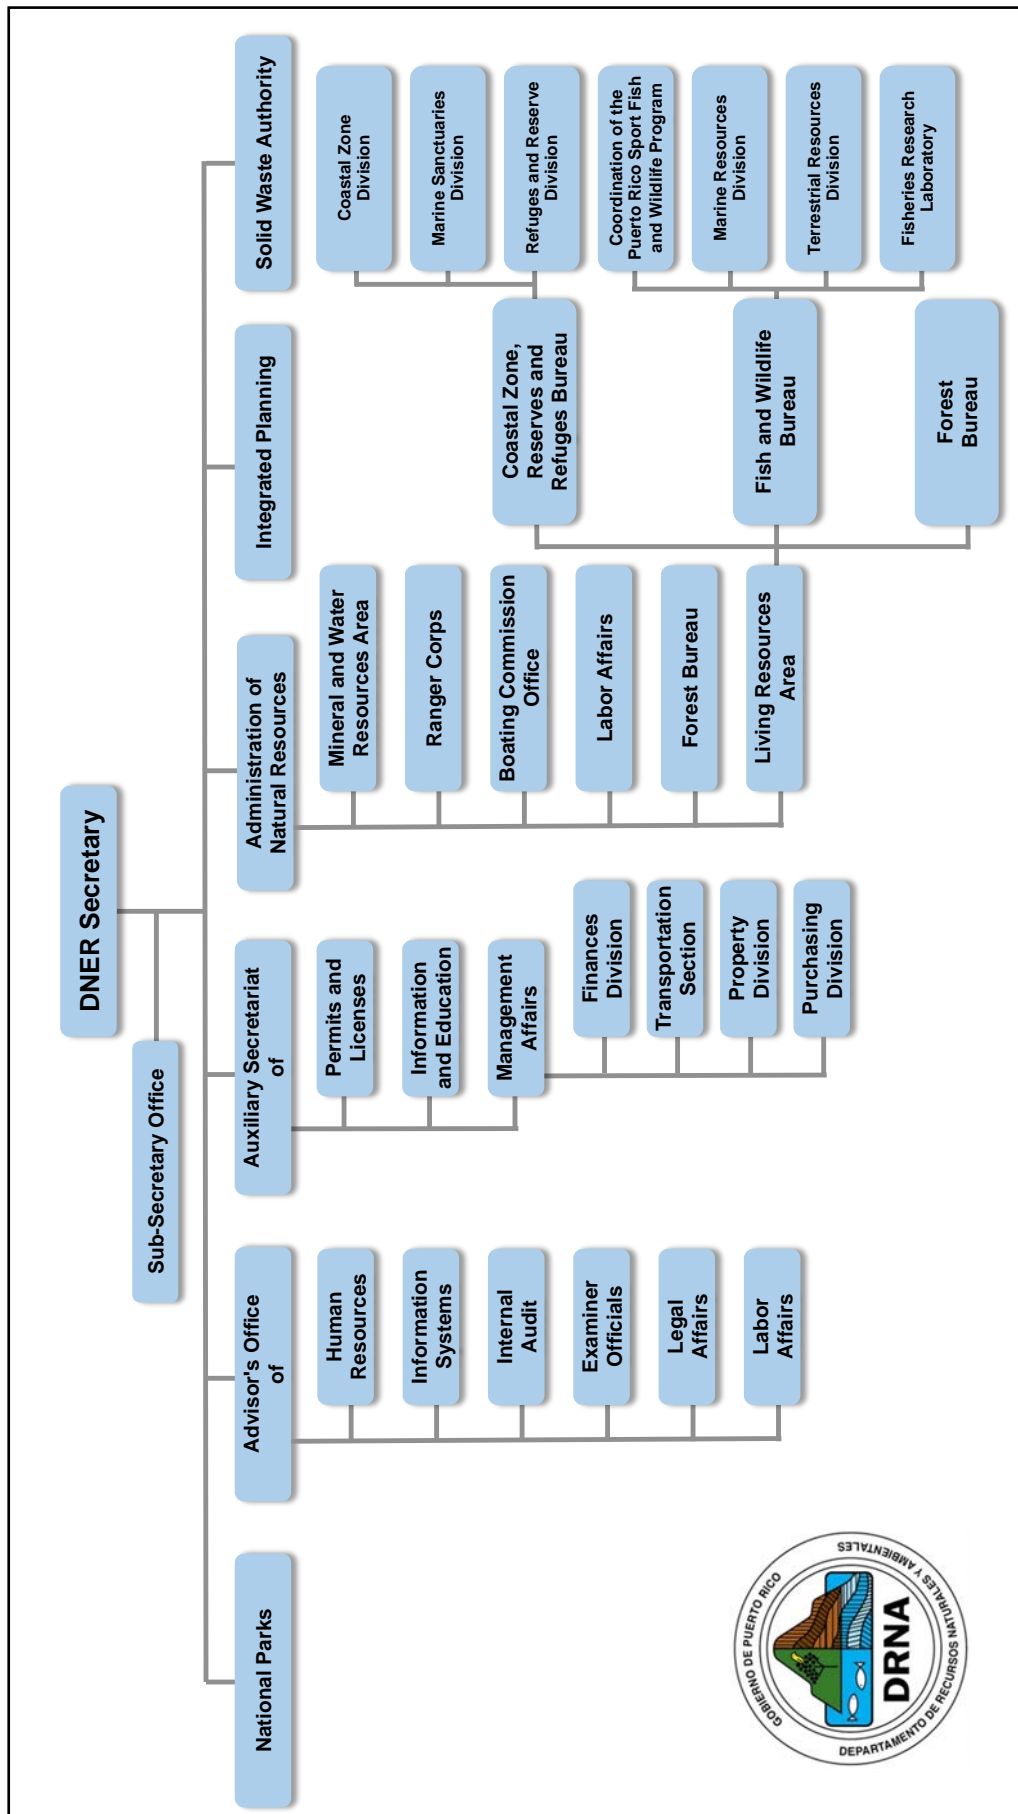 DNER Secretary
Sub-Secretary Office
National Parks
Advisor's Office
of
Auxiliary Secretariat
of
Administration of
Natural Resources
Integrated Planning
Solid Waste Authority
Human
Resources
Information
Systems
Internal
Audit
Examiner
Officials
Legal
Affairs
Labor
Affairs
Permits and
Licenses
Information
and Education
Management
Affairs
Finances
Division
Transportation
Section
Property
Division
Purchasing
Division
Mineral and Water
Resources Area
Ranger Corps
Boating Commission
Office
Labor Affairs
Forest Bureau
Living Resources
Area
Coastal Zone,
Reserves and
Refuges Bureau
Fish and Wildlife
Bureau
Forest
Bureau
Coastal Zone
Division
Marine Sanctuaries
Division
Refuges and Reserve
Division
Coordination of the
Puerto Rico Sport Fish
and Wildlife Program
Marine Resources
Division
Terrestrial Resources
Division
Fisheries Research
Laboratory
GOBIERNO DE PUERTO RICO
DRNA
DEPARTAMENTO DE RECURSOS NATURALES Y AMBIENTALES